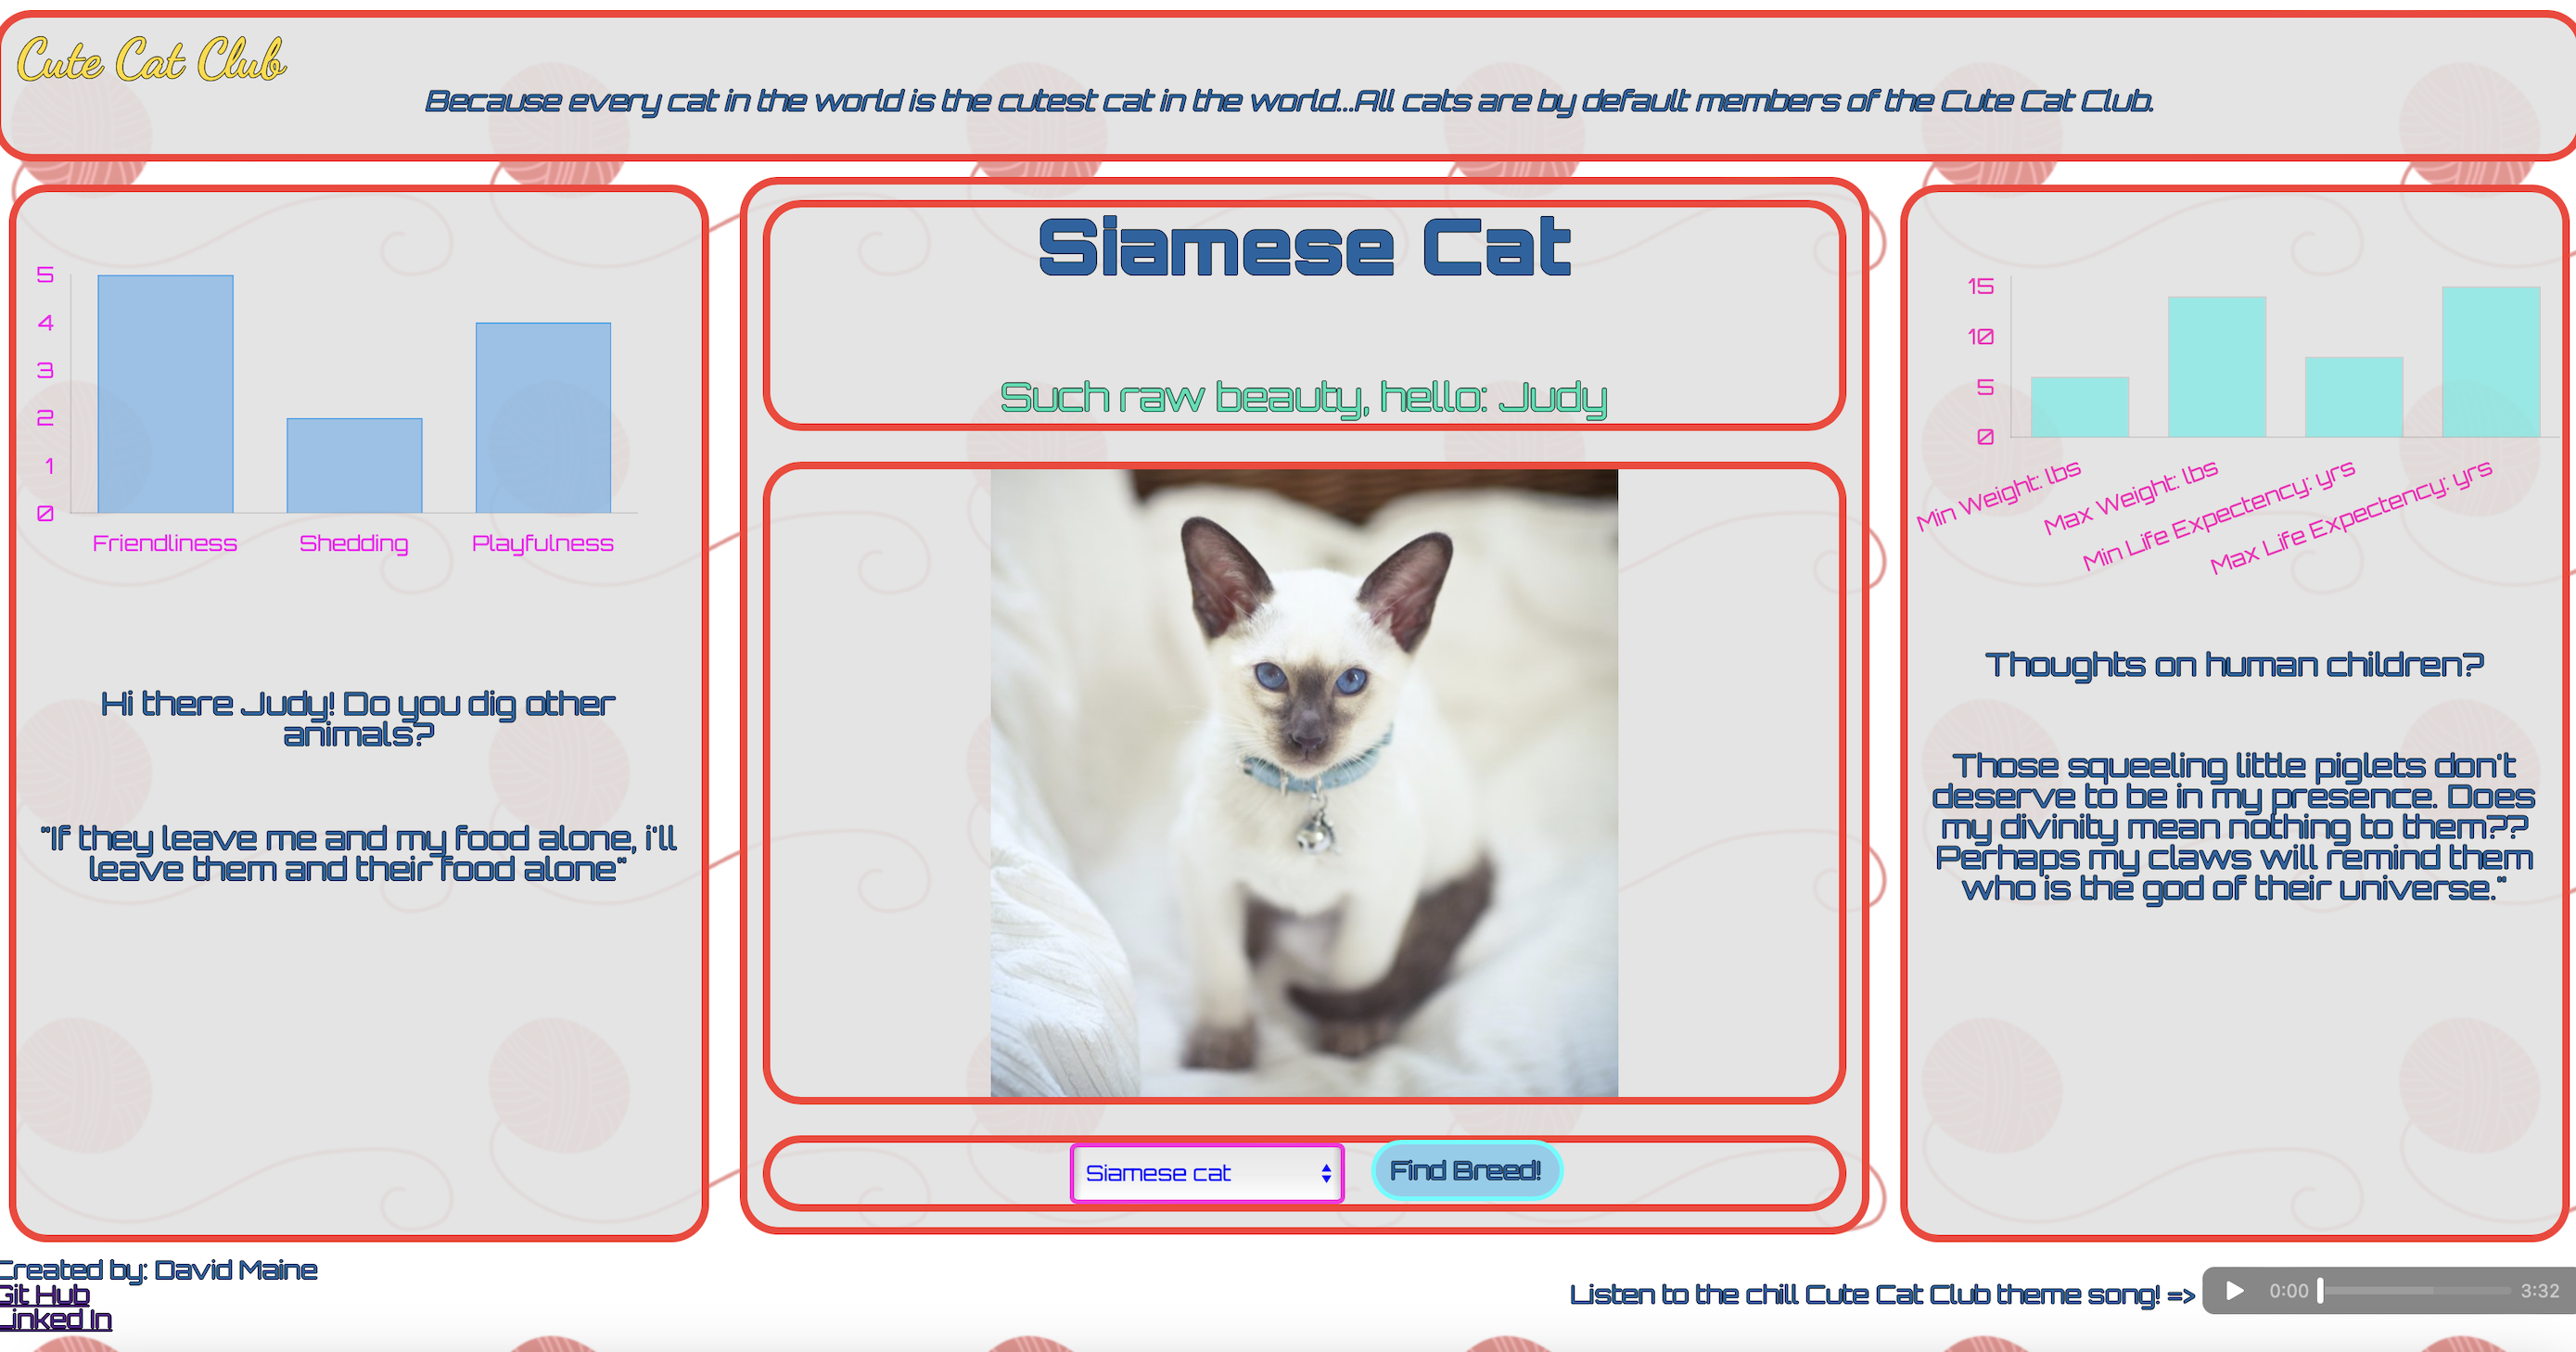 Cute Cat Club
Because every cat in the world is the cutest cat in the world...All cats are by default members of the Cute Cat Club.
5
4
3
2
1
0
Friendliness Shedding Playfulness
Hi there Judy! Do you dig other
animals?
"If they leave me and my food alone, i'll
leave them and their food alone"
Siamese Cat
Such raw beauty, hello: Judy
Siamese cat
Find Breed!
15
10
5
0
Min Weight: lbs
Max Weight: lbs
Min Life Expectency: yrs
Max Life Expectency: yrs
Thoughts on human children?
Those squeeling little piglets don't
deserve to be in my presence. Does
my divinity mean nothing to them??
Perhaps my claws will remind them
who is the god of their universe."
Created by: David Maine
Git Hub
Linked In
Listen to the chill Cute Cat Club theme song! =>
0:00 3:32